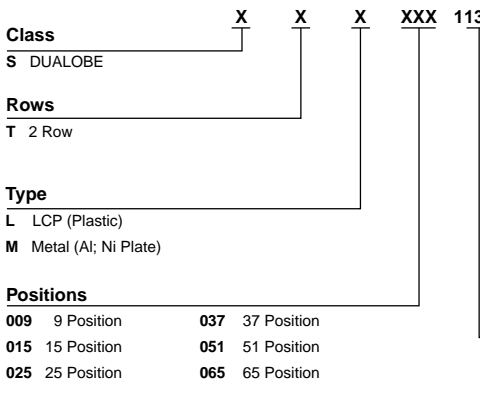 X X X XXX 113
Class
S DUALOBE
Rows
T 2 Row
Type
L LCP (Plastic)
M Metal (Al; Ni Plate)
Positions
009 9 Position 037 37 Position
015 15 Position 051 51 Position
025 25 Position 065 65 Position